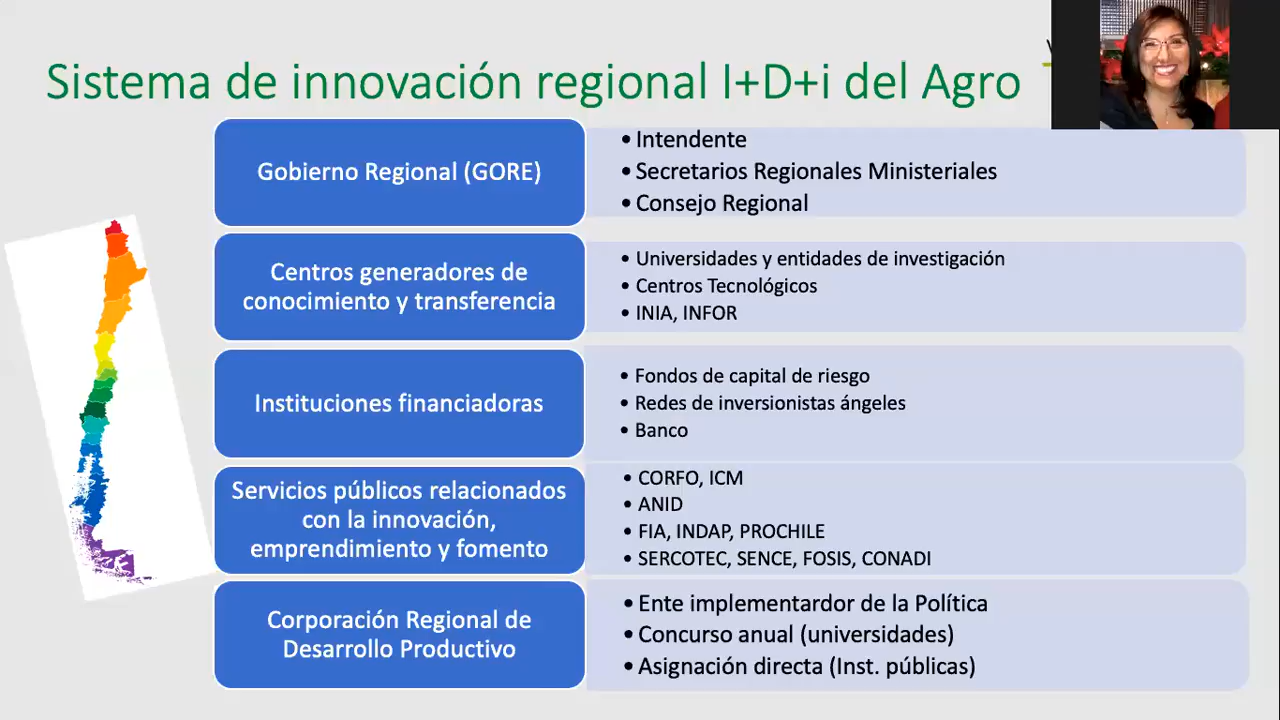 Sistema de innovación regional I+D+i del Agro
Gobierno Regional (GORE)
• Intendente
• Secretarios Regionales Ministeriales
• Consejo Regional
Centros generadores de
conocimiento y transferencia
• Universidades y entidades de investigación
• Centros Tecnológicos
• INIA, INFOR
Instituciones financiadoras
• Fondos de capital de riesgo
• Redes de inversionistas ángeles
• Banco
Servicios públicos relacionados
con la innovación,
emprendimiento y fomento
• CORFO, ICM
• ANID
• FIA, INDAP, PROCHILE
• SERCOTEC, SENCE, FOSIS, CONADI
Corporación Regional de
Desarrollo Productivo
• Ente implementardor de la Política
• Concurso anual (universidades)
• Asignación directa (Inst. públicas)